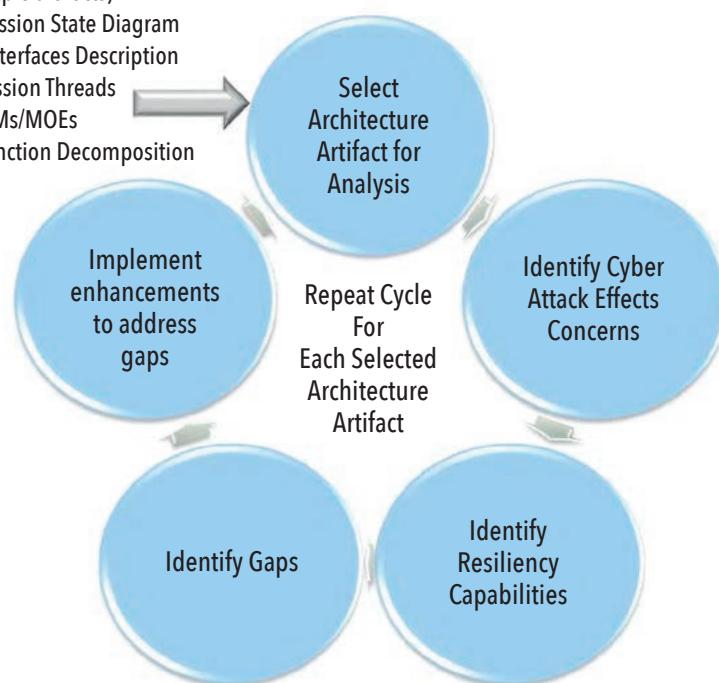 ssion State Diagram
terfaces Description
ssion Threads
Ms/MOEs
nction Decomposition
Select
Architecture
Artifact for
Analysis
Implement
enhancements
to address
gaps
Repeat Cycle
For
Each Selected
Architecture
Artifact
Identify Cyber
Attack Effects
Concerns
Identify Gaps
Identify
Resiliency
Capabilities